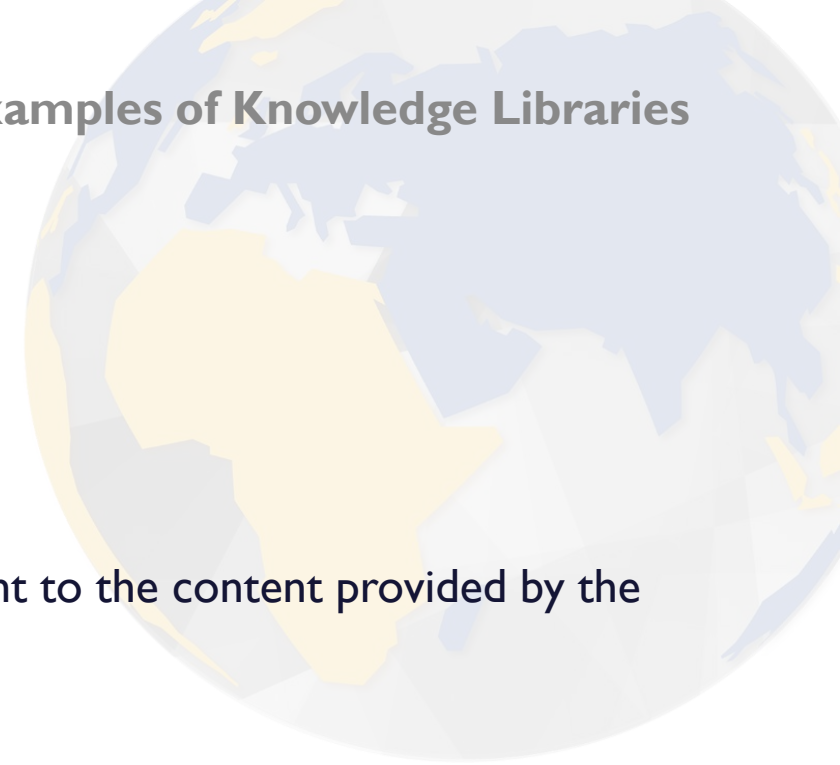 amples of Knowledge Libraries
nt to the content provided by the